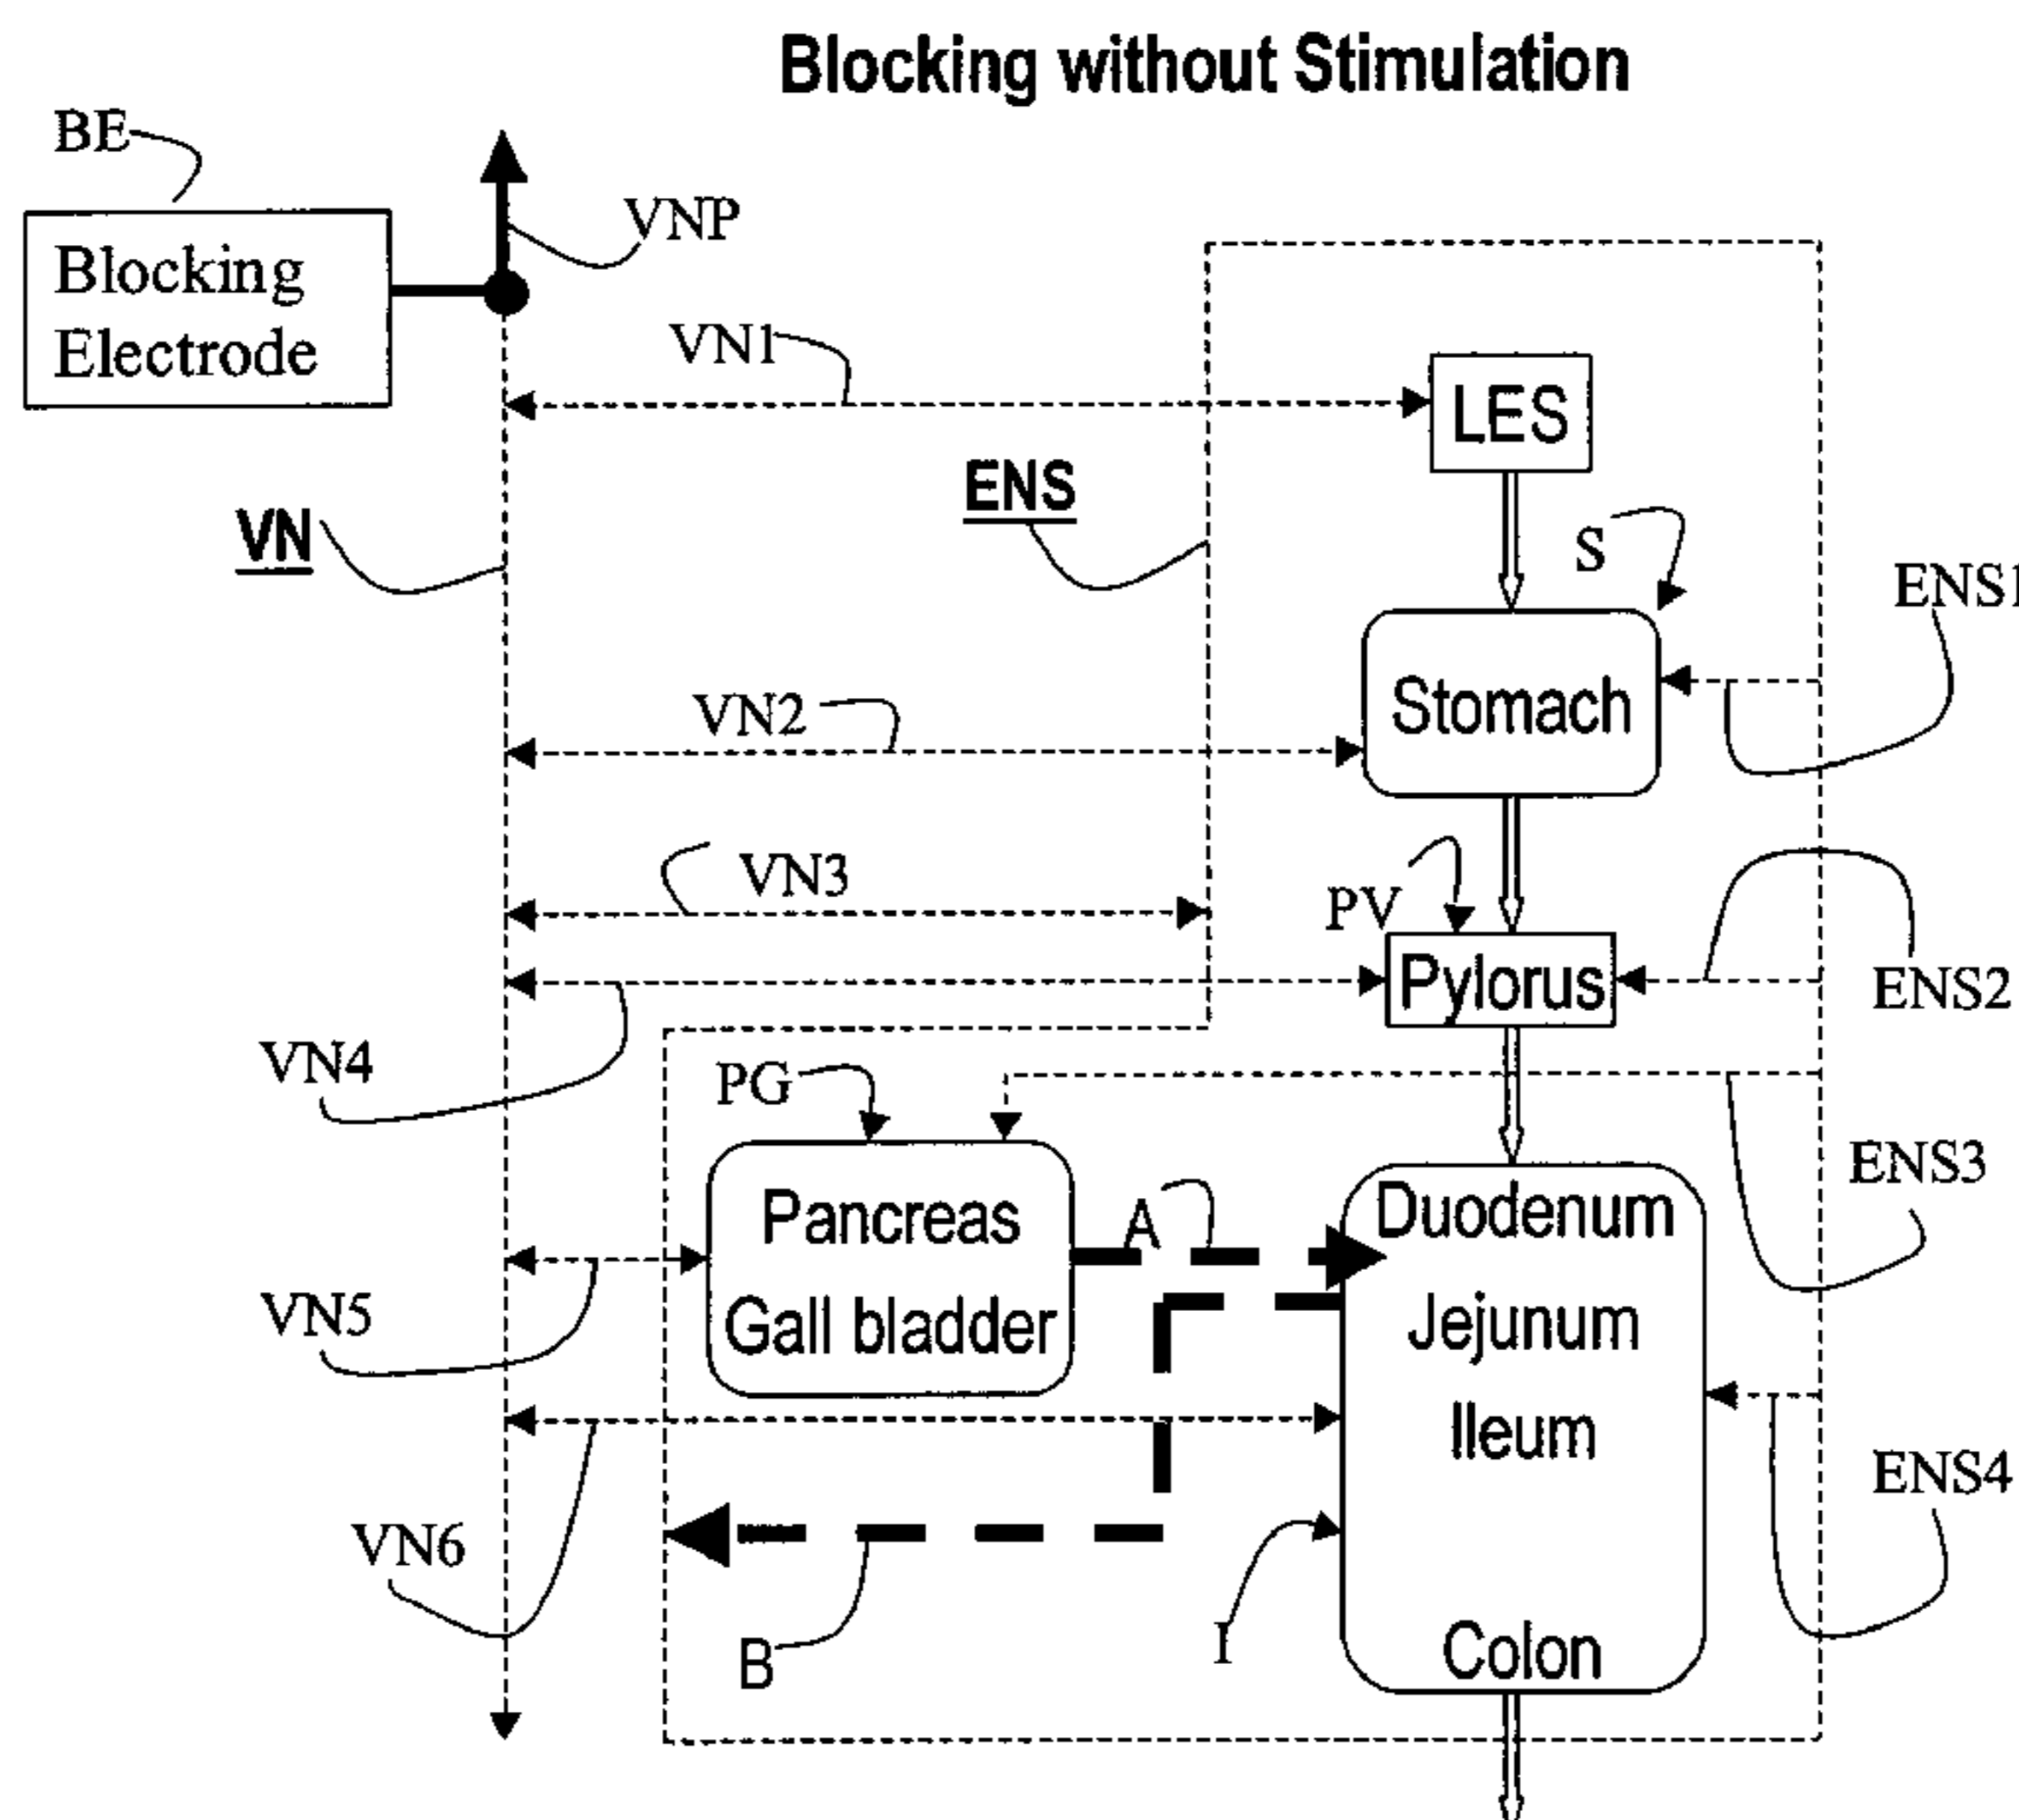 Blocking without Stimulation
BE
VNP
Blocking
Electrode
VN1
LES
ENS
VN
S
ENS1
Stomach
VN2
VN3
PV
Pylorus
ENS2
VN4
PG
ENS3
Pancreas
Gall bladder
A
Duodenum
Jejunum
Ileum
Colon
VN5
ENS4
VN6
B
I